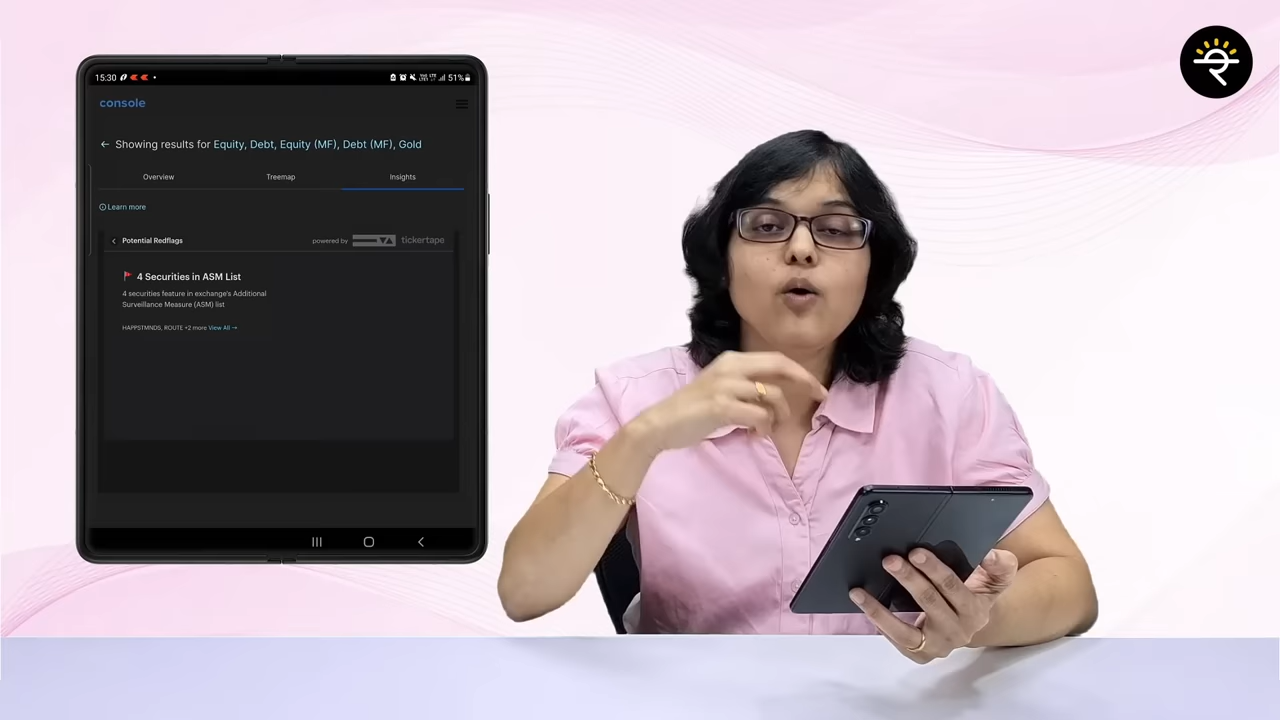 15:30
51%
console
Showing results for Equity, Debt, Equity (MF), Debt (MF), Gold
Overview Treemap Insights
Learn more
Potential Redflags powered by tickertape
4 Securities in ASM List
4 securities feature in exchange's Additional
Surveillance Measure (ASM) list
HAPPSTMNDS, ROUTE +2 more View All →